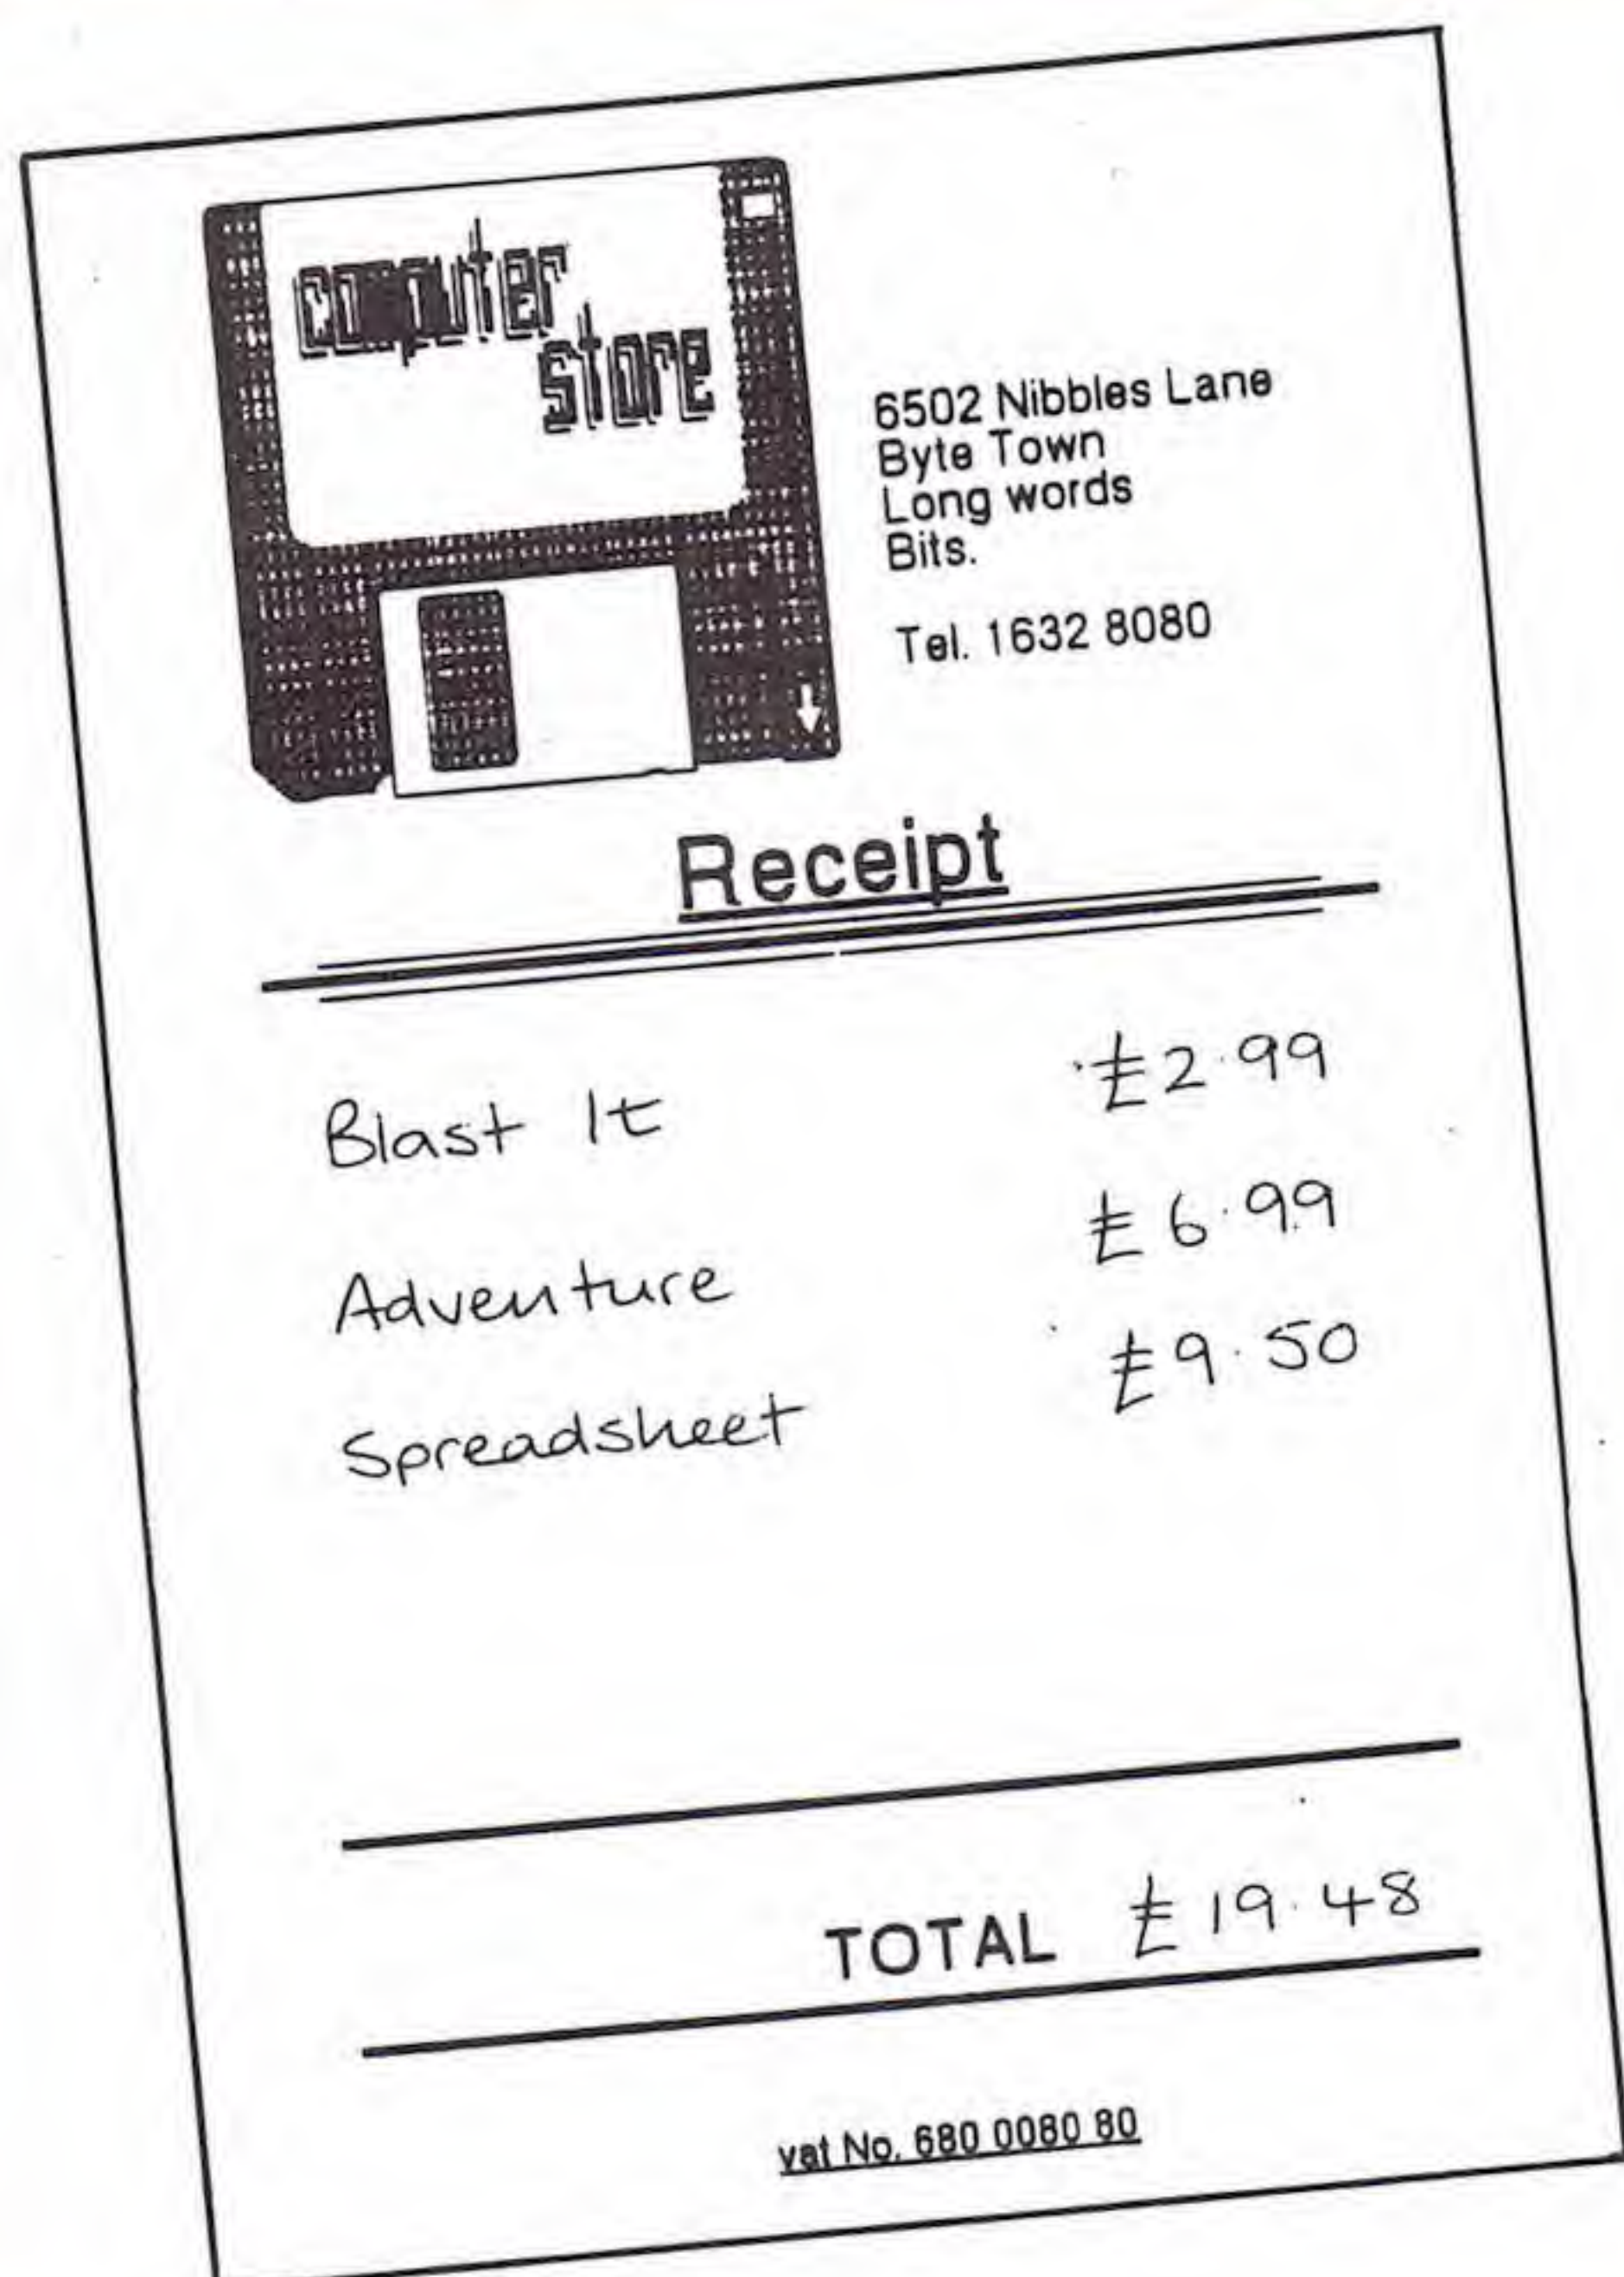 computer
store
6502 Nibbles Lane
Byte Town
Long words
Bits.
Tel. 1632 8080
Receipt
Blast It £2.99
Adventure £6.99
Spreadsheet £9.50
TOTAL £19.48
vat No. 680 0080 80